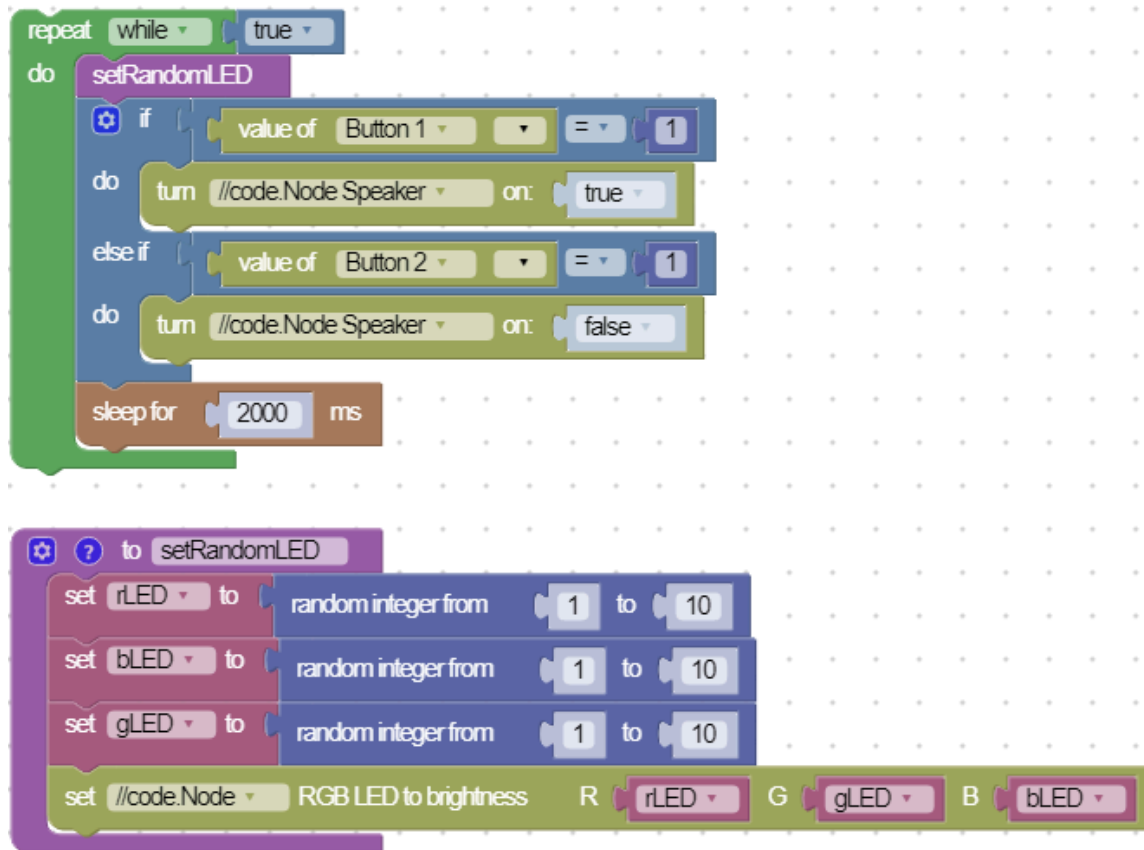 repeat while true
do setRandomLED
if value of Button 1 = 1
do turn //code.Node Speaker on: true
else if value of Button 2 = 1
do turn //code.Node Speaker on: false
sleep for 2000 ms
? to setRandomLED
set rLED to random integer from 1 to 10
set bLED to random integer from 1 to 10
set gLED to random integer from 1 to 10
set //code.Node RGB LED to brightness R rLED G gLED B bLED